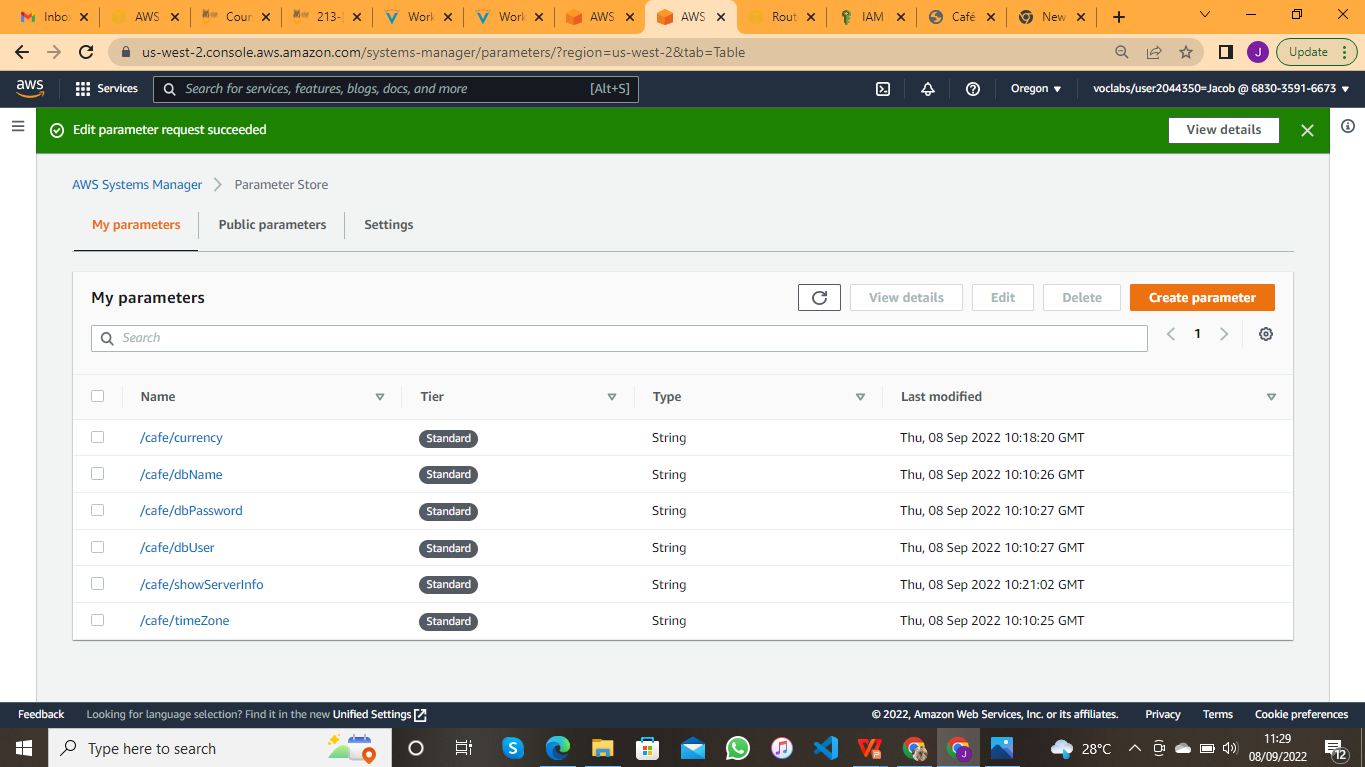 Inbo
AWS
Cour
213-
Work
Work
AWS
AWS
Rout
IAM
Café
New
us-west-2.console.aws.amazon.com/systems-manager/parameters/?region=us-west-2&tab=Table
J
Update
aws
Services
Search for services, features, blogs, docs, and more
[Alt+S]
Oregon
voclabs/user2044350=Jacob @ 6830-3591-6673
Edit parameter request succeeded
View details
AWS Systems Manager
Parameter Store
My parameters
Public parameters
Settings
My parameters
View details
Edit
Delete
Create parameter
Search
1
Name Tier Type Last modified
/cafe/currency Standard String Thu, 08 Sep 2022 10:18:20 GMT
/cafe/dbName Standard String Thu, 08 Sep 2022 10:10:26 GMT
/cafe/dbPassword Standard String Thu, 08 Sep 2022 10:10:27 GMT
/cafe/dbUser Standard String Thu, 08 Sep 2022 10:10:27 GMT
/cafe/showServerInfo Standard String Thu, 08 Sep 2022 10:21:02 GMT
/cafe/timeZone Standard String Thu, 08 Sep 2022 10:10:25 GMT
Feedback
Looking for language selection? Find it in the new Unified Settings
© 2022, Amazon Web Services, Inc. or its affiliates.
Privacy
Terms
Cookie preferences
Type here to search
28°C
11:29
08/09/2022
12